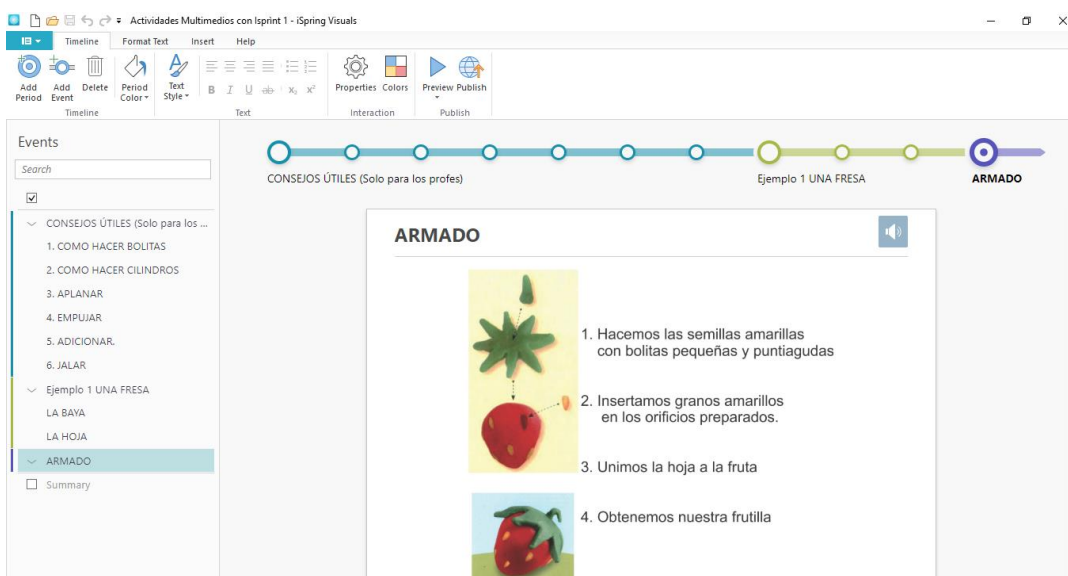 Actividades Multimedios con Isprint 1 - iSpring Visuals
Timeline Format Text Insert Help
Add Period
Add Event
Delete
Period Color
Text Style
B I U ab X₂ X²
Properties Colors
Preview Publish
Timeline Text Interaction Publish
Events
Search
CONSEJOS ÚTILES (Solo para los ...
1. COMO HACER BOLITAS
2. COMO HACER CILINDROS
3. APLANAR
4. EMPUJAR
5. ADICIONAR.
6. JALAR
Ejemplo 1 UNA FRESA
LA BAYA
LA HOJA
ARMADO
Summary
CONSEJOS ÚTILES (Solo para los profes)
Ejemplo 1 UNA FRESA
ARMADO
ARMADO
1. Hacemos las semillas amarillas
con bolitas pequeñas y puntiagudas
2. Insertamos granos amarillos
en los orificios preparados.
3. Unimos la hoja a la fruta
4. Obtenemos nuestra frutilla